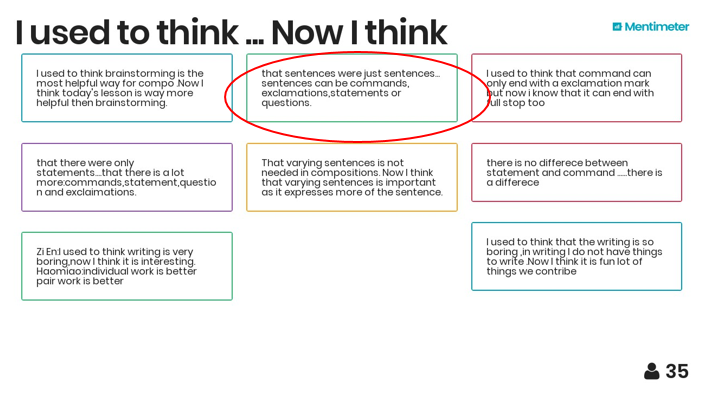 I used to think ... Now I think
Mentimeter
I used to think brainstorming is the
most helpful way for compo .Now I
think today's lesson is way more
helpful then brainstorming.
that sentences were just sentences...
sentences can be commands,
exclamations,statements or
questions.
I used to think that command can
only end with a exclamation mark
but now i know that it can end with
full stop too
that there were only
statements...that there is a lot
more:commands,statement,questio
n and exclaimations.
That varying sentences is not
needed in compositions. Now I think
that varying sentences is important
as it expresses more of the sentence.
there is no differece between
statement and command .....there is
a differece
Zi En:I used to think writing is very
boring,now I think it is interesting.
Haomiao:individual work is better
pair work is better
I used to think that the writing is so
boring ,in writing I do not have things
to write .Now I think it is fun lot of
things we contribe
35